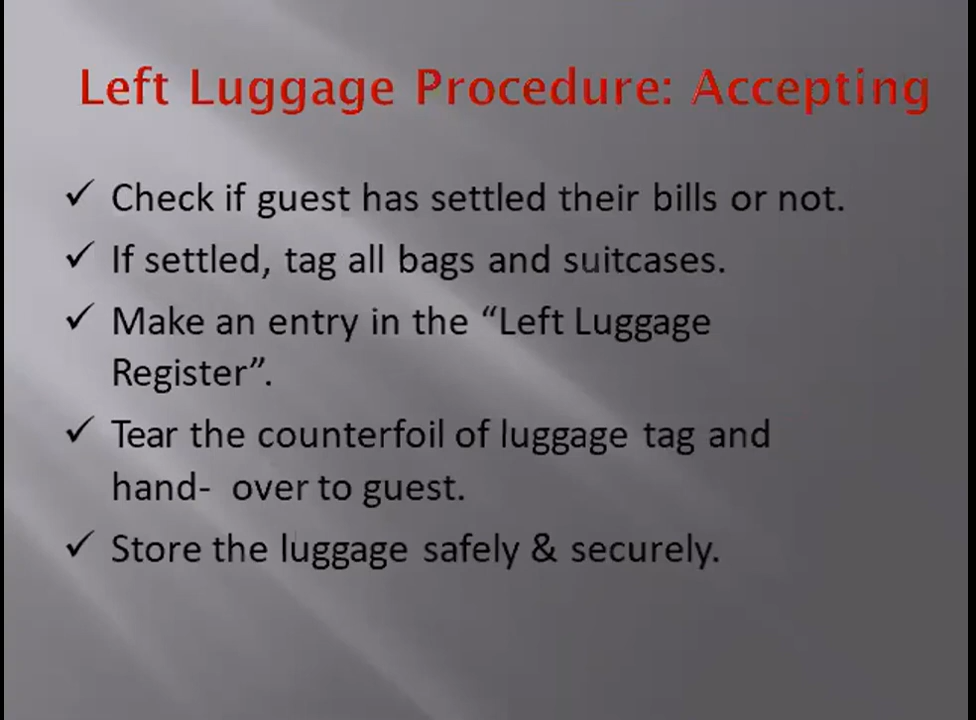 Left Luggage Procedure: Accepting
✓ Check if guest has settled their bills or not.
✓ If settled, tag all bags and suitcases.
✓ Make an entry in the “Left Luggage
Register”.
✓ Tear the counterfoil of luggage tag and
hand- over to guest.
✓ Store the luggage safely & securely.